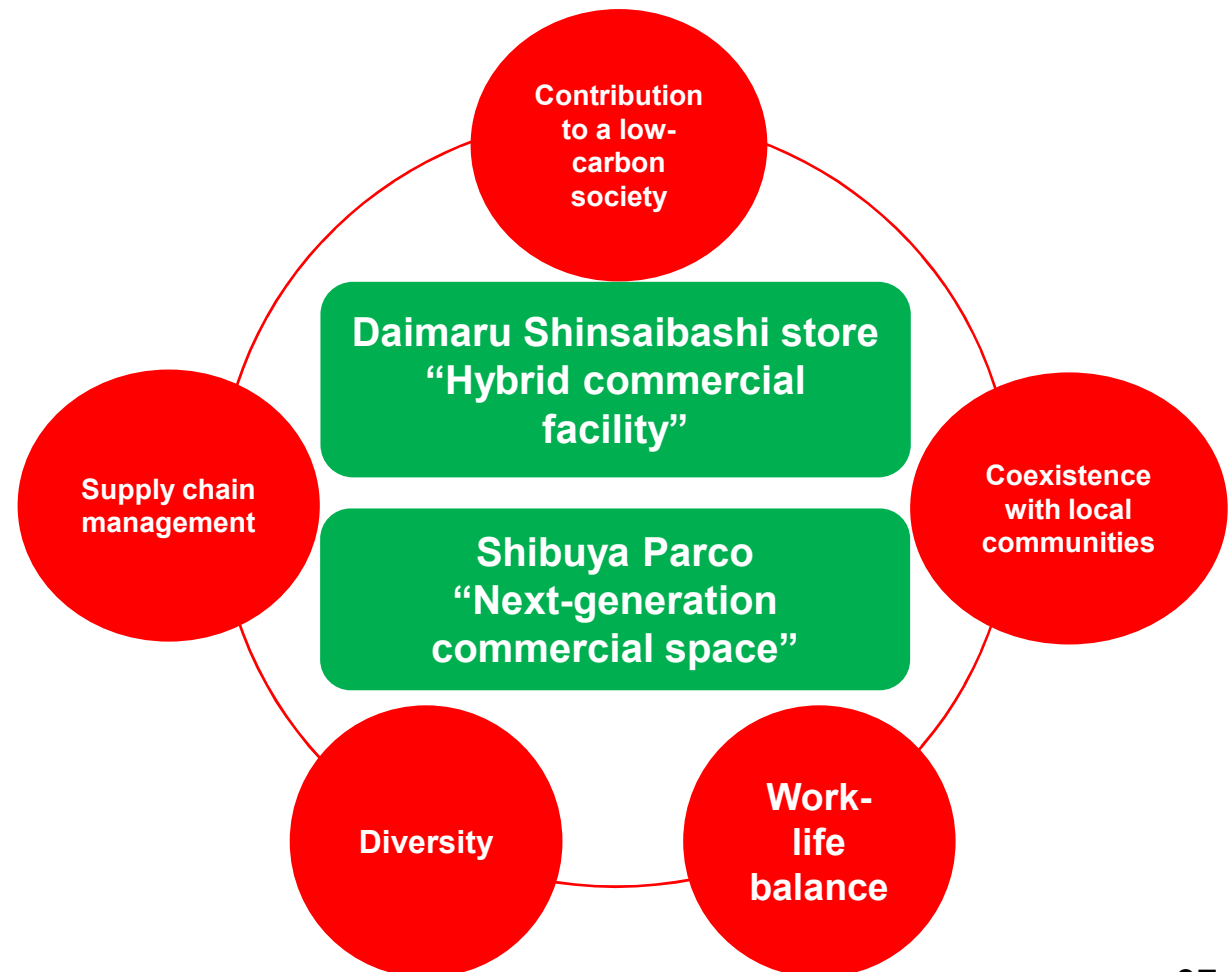 Contribution
to a low-
carbon
society
Daimaru Shinsaibashi store
“Hybrid commercial
facility”
Supply chain
management
Coexistence
with local
communities
Shibuya Parco
“Next-generation
commercial space”
Diversity
Work-
life
balance